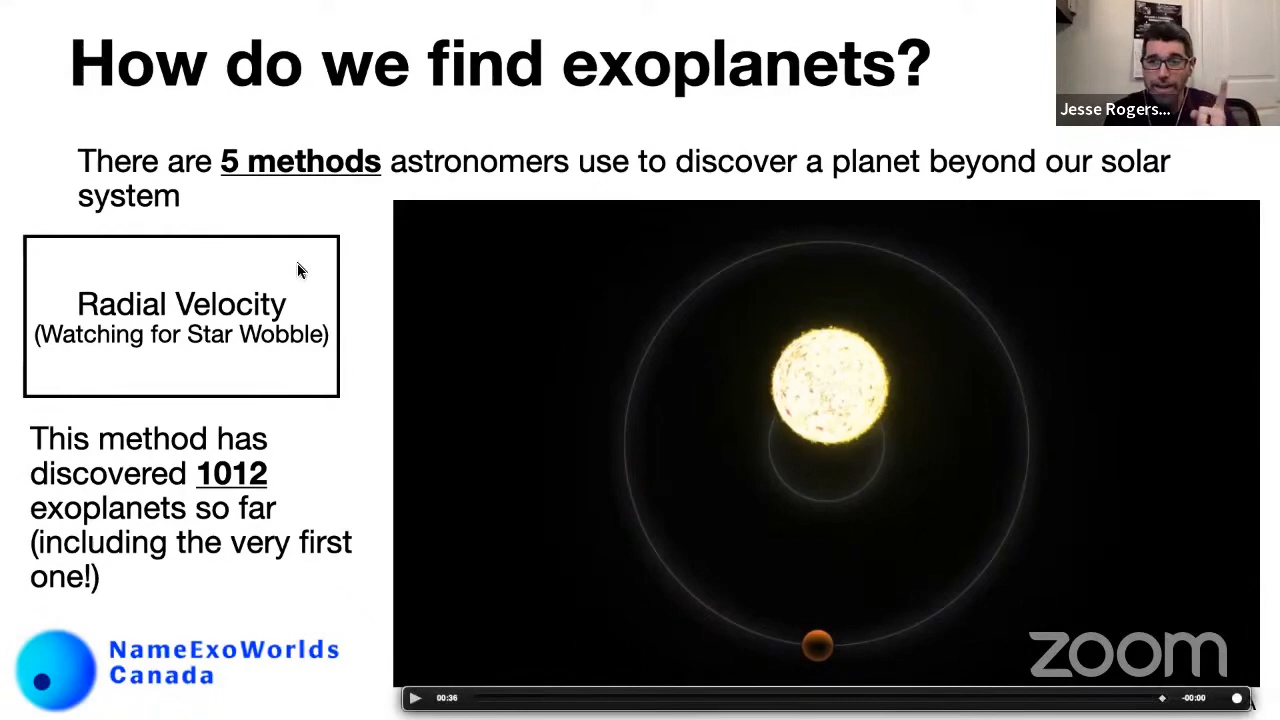 How do we find exoplanets?
Jesse Rogers...
There are 5 methods astronomers use to discover a planet beyond our solar
system
Radial Velocity
(Watching for Star Wobble)
This method has
discovered 1012
exoplanets so far
(including the very first
one!)
NameExoWorlds
Canada
zoom
00:36
-00:00